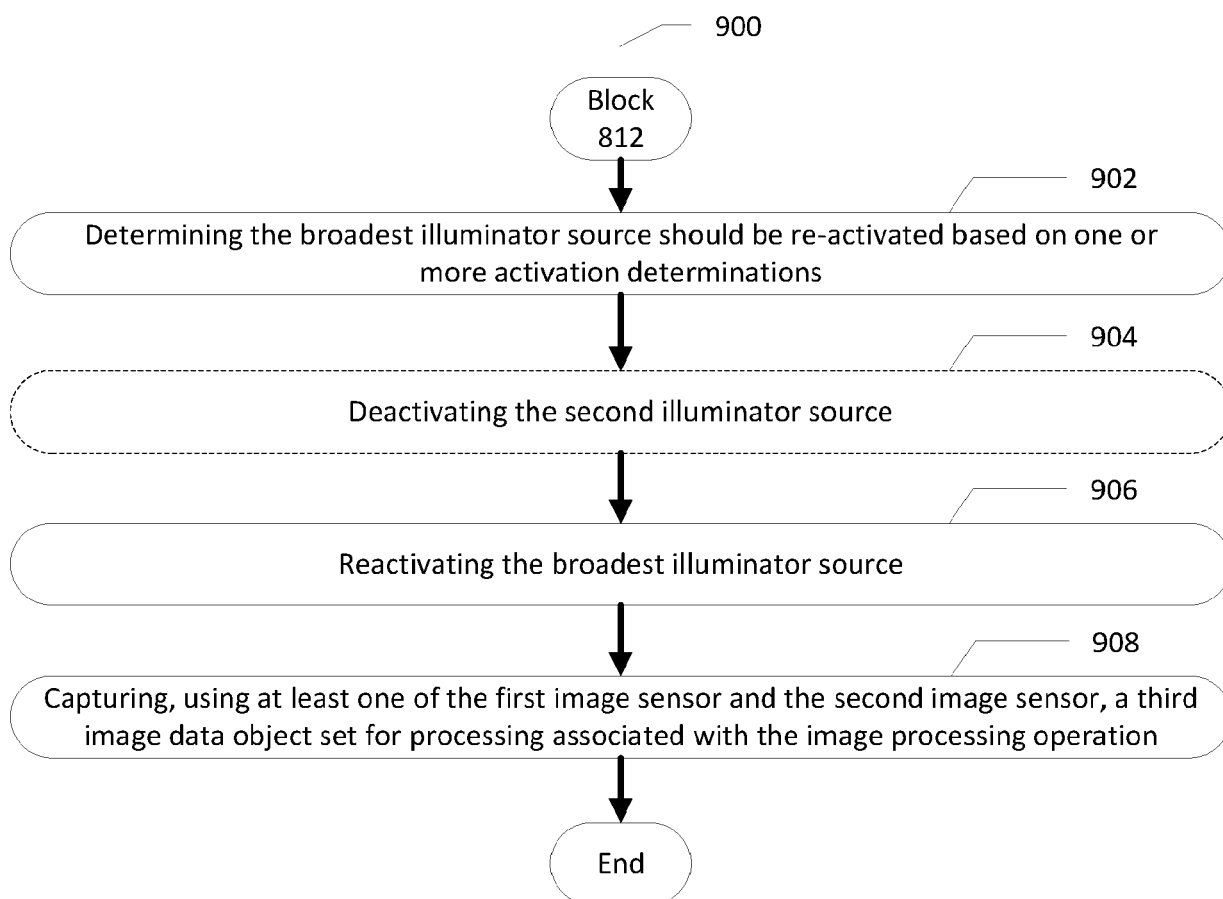 900
Block
812
902
Determining the broadest illuminator source should be re-activated based on one or
more activation determinations
904
Deactivating the second illuminator source
906
Reactivating the broadest illuminator source
908
Capturing, using at least one of the first image sensor and the second image sensor, a third
image data object set for processing associated with the image processing operation
End